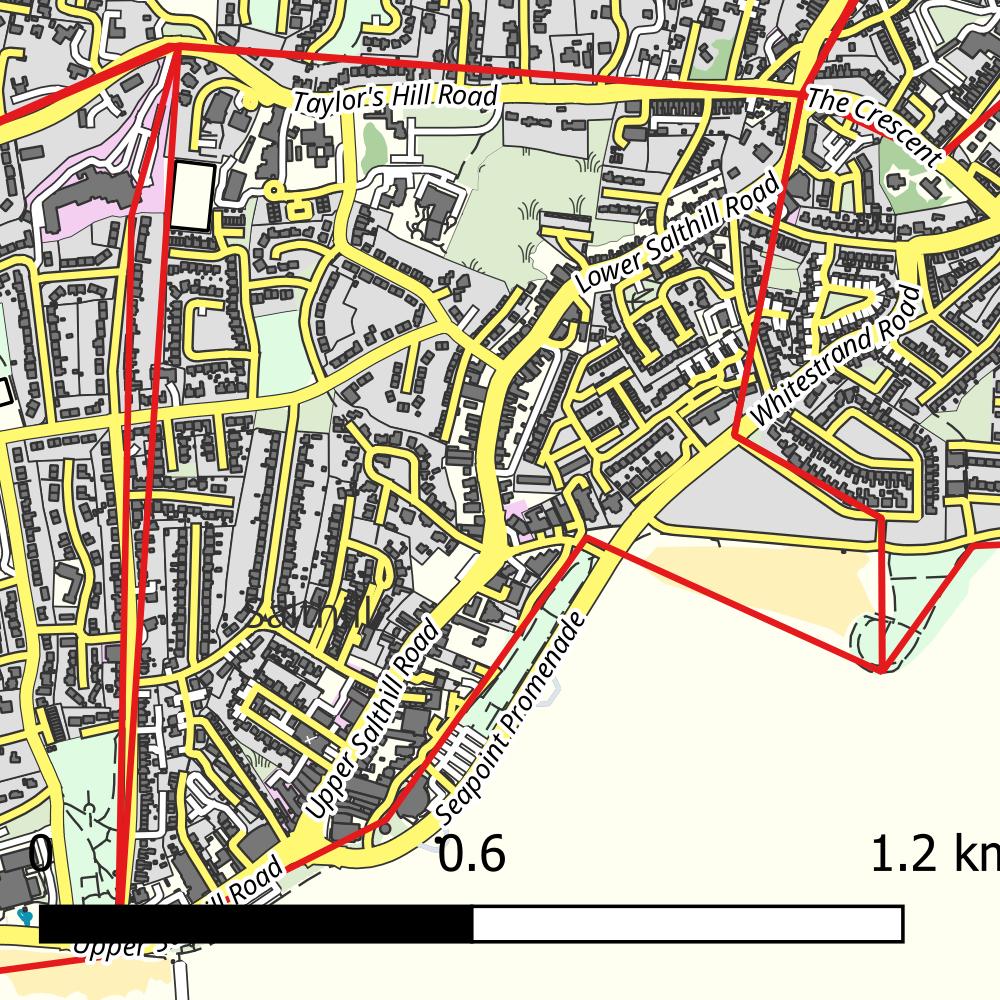 Taylor's Hill Road
The Crescent
Lower Salthill Road
Whitestrand Road
Salthill
Upper Salthill Road
Seapoint Promenade
0
0.6
1.2 km
ill Road
Upper S